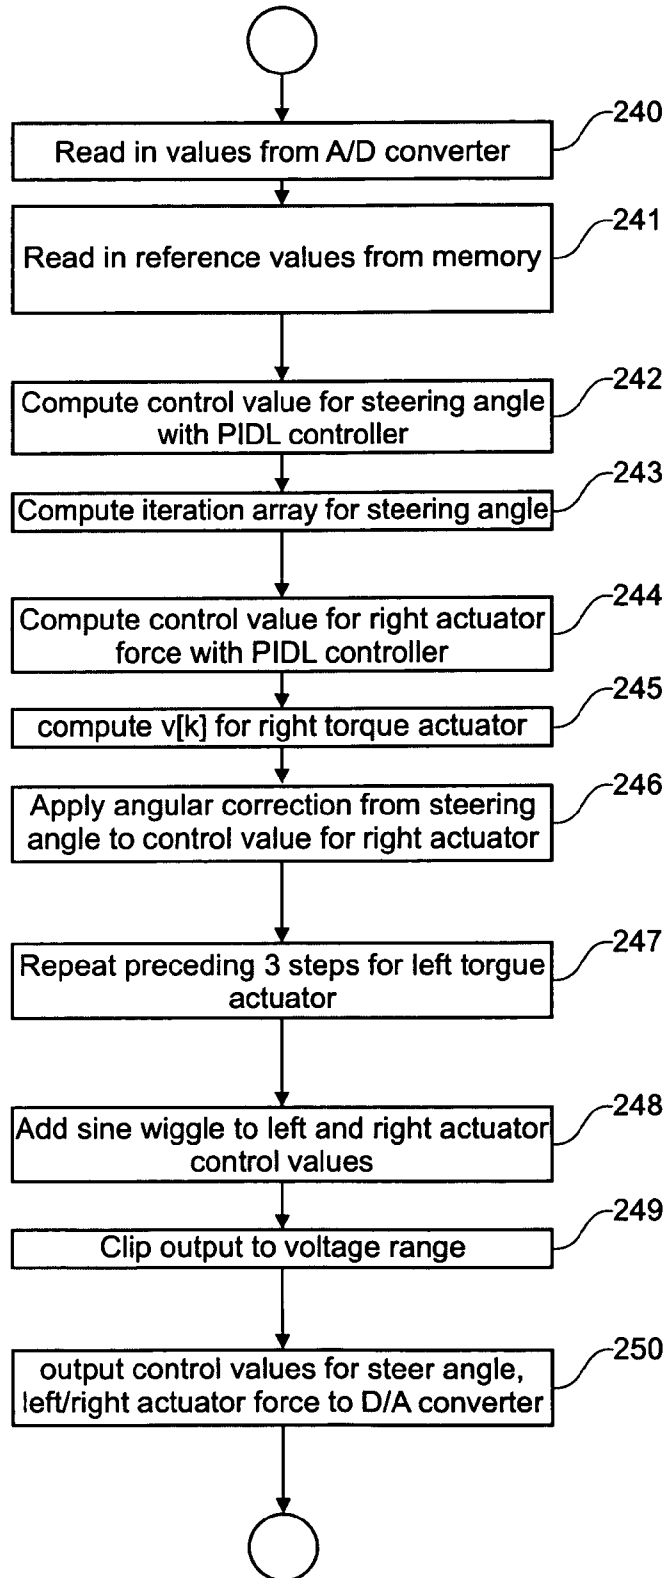 240
Read in values from A/D converter
241
Read in reference values from memory
242
Compute control value for steering angle
with PIDL controller
243
Compute iteration array for steering angle
244
Compute control value for right actuator
force with PIDL controller
245
compute v[k] for right torque actuator
246
Apply angular correction from steering
angle to control value for right actuator
247
Repeat preceding 3 steps for left torgue
actuator
248
Add sine wiggle to left and right actuator
control values
249
Clip output to voltage range
250
output control values for steer angle,
left/right actuator force to D/A converter